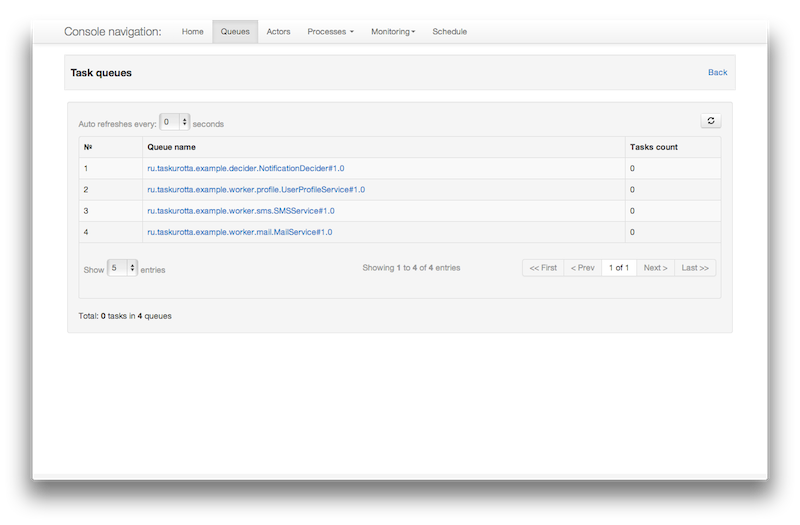 Console navigation: Home Queues Actors Processes Monitoring Schedule
Task queues Back
Auto refreshes every: 0 seconds
№ Queue name Tasks count
1 ru.taskurotta.example.decider.NotificationDecider#1.0 0
2 ru.taskurotta.example.worker.profile.UserProfileService#1.0 0
3 ru.taskurotta.example.worker.sms.SMSService#1.0 0
4 ru.taskurotta.example.worker.mail.MailService#1.0 0
Show 5 entries Showing 1 to 4 of 4 entries << First < Prev 1 of 1 Next > Last >>
Total: 0 tasks in 4 queues